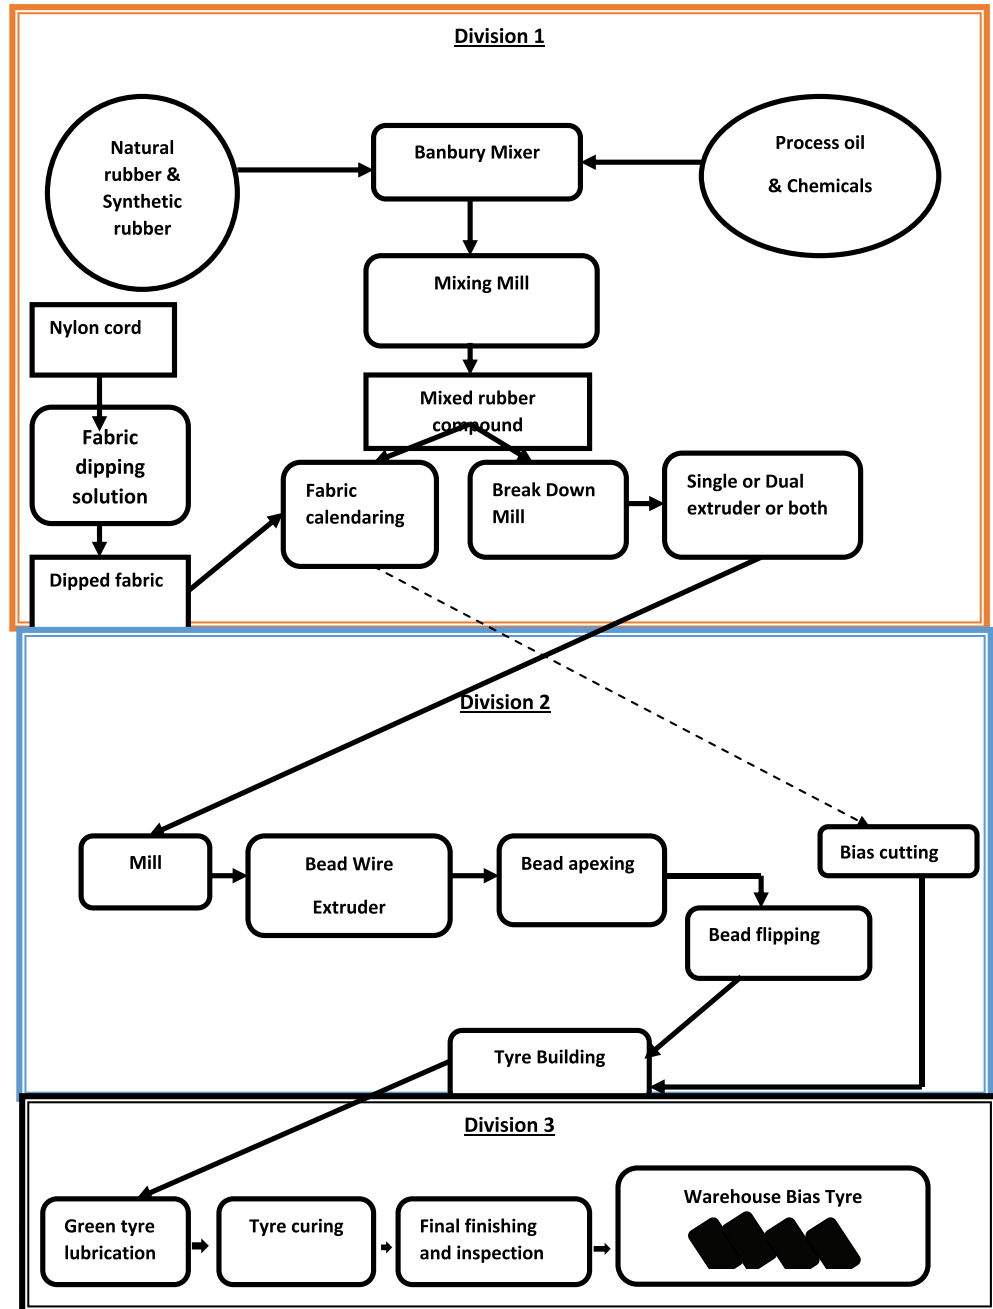 Division 1
Natural
rubber &
Synthetic
rubber
Banbury Mixer
Process oil
& Chemicals
Mixing Mill
Nylon cord
Mixed rubber
compound
Fabric
dipping
solution
Fabric
calendaring
Break Down
Mill
Single or Dual
extruder or both
Dipped fabric
Division 2
Mill
Bead Wire
Extruder
Bead apexing
Bias cutting
Bead flipping
Tyre Building
Division 3
Green tyre
lubrication
Tyre curing
Final finishing
and inspection
Warehouse Bias Tyre